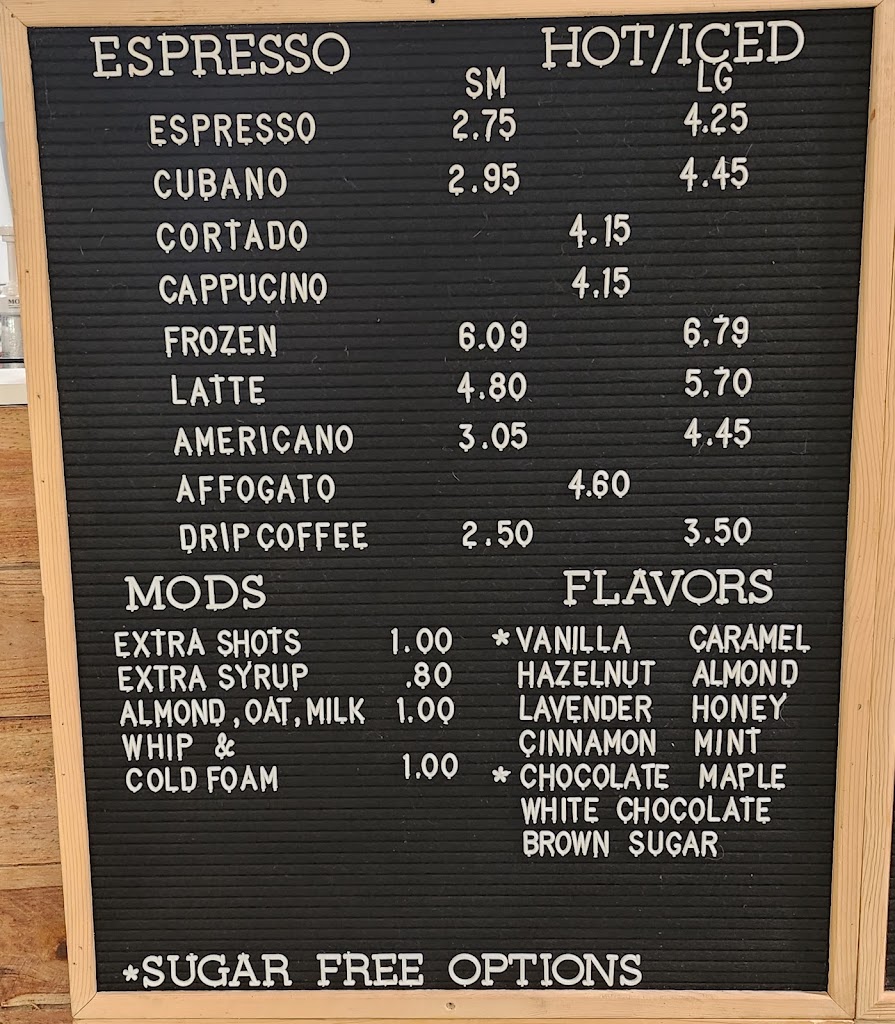 ESPRESSO HOT/ICED
SM LG
ESPRESSO 2.75 4.25
CUBANO 2.95 4.45
CORTADO 4.15
CAPPUCINO 4.15
FROZEN 6.09 6.79
LATTE 4.80 5.70
AMERICANO 3.05 4.45
AFFOGATO 4.60
DRIP COFFEE 2.50 3.50
MODS
EXTRA SHOTS 1.00
EXTRA SYRUP .80
ALMOND, OAT, MILK 1.00
WHIP &
COLD FOAM 1.00
FLAVORS
*VANILLA CARAMEL
HAZELNUT ALMOND
LAVENDER HONEY
CINNAMON MINT
*CHOCOLATE MAPLE
WHITE CHOCOLATE
BROWN SUGAR
*SUGAR FREE OPTIONS